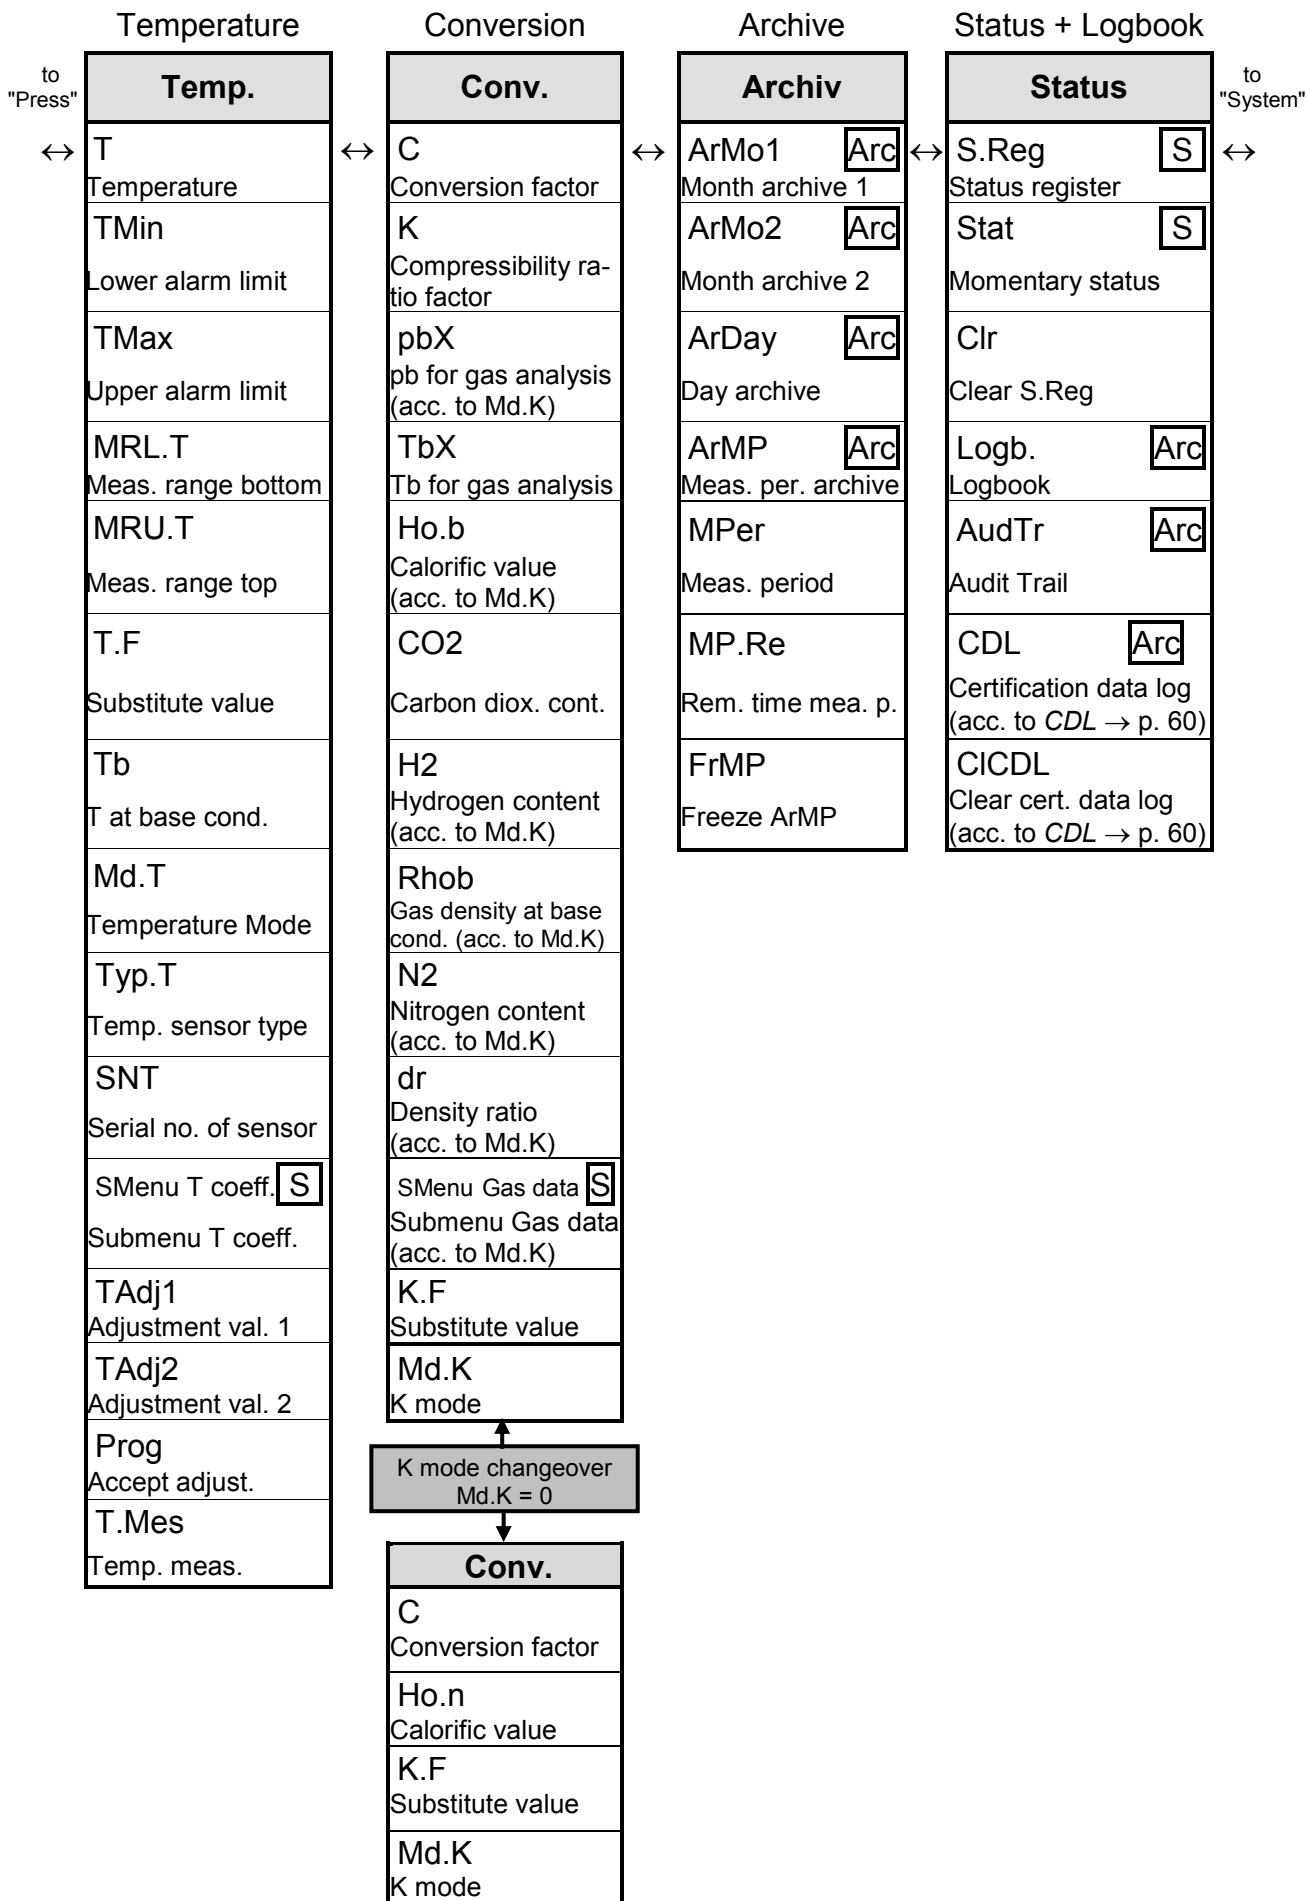 Temperature
Conversion
Archive
Status + Logbook
to
"Press"
↔
Temp.
T
Temperature
TMin
Lower alarm limit
TMax
Upper alarm limit
MRL.T
Meas. range bottom
MRU.T
Meas. range top
T.F
Substitute value
Tb
T at base cond.
Md.T
Temperature Mode
Typ.T
Temp. sensor type
SNT
Serial no. of sensor
SMenu T coeff. S
Submenu T coeff.
TAdj1
Adjustment val. 1
TAdj2
Adjustment val. 2
Prog
Accept adjust.
T.Mes
Temp. meas.
↔
Conv.
C
Conversion factor
K
Compressibility ra-
tio factor
pbX
pb for gas analysis
(acc. to Md.K)
TbX
Tb for gas analysis
Ho.b
Calorific value
(acc. to Md.K)
CO2
Carbon diox. cont.
H2
Hydrogen content
(acc. to Md.K)
Rhob
Gas density at base
cond. (acc. to Md.K)
N2
Nitrogen content
(acc. to Md.K)
dr
Density ratio
(acc. to Md.K)
SMenu Gas data S
Submenu Gas data
(acc. to Md.K)
K.F
Substitute value
Md.K
K mode
K mode changeover
Md.K = 0
Conv.
C
Conversion factor
Ho.n
Calorific value
K.F
Substitute value
Md.K
K mode
↔
Archiv
ArMo1 Arc
Month archive 1
ArMo2 Arc
Month archive 2
ArDay Arc
Day archive
ArMP Arc
Meas. per. archive
MPer
Meas. period
MP.Re
Rem. time mea. p.
FrMP
Freeze ArMP
↔
Status
S.Reg S
Status register
Stat S
Momentary status
Clr
Clear S.Reg
Logb. Arc
Logbook
AudTr Arc
Audit Trail
CDL Arc
Certification data log
(acc. to CDL → p. 60)
ClCDL
Clear cert. data log
(acc. to CDL → p. 60)
to
"System"
↔